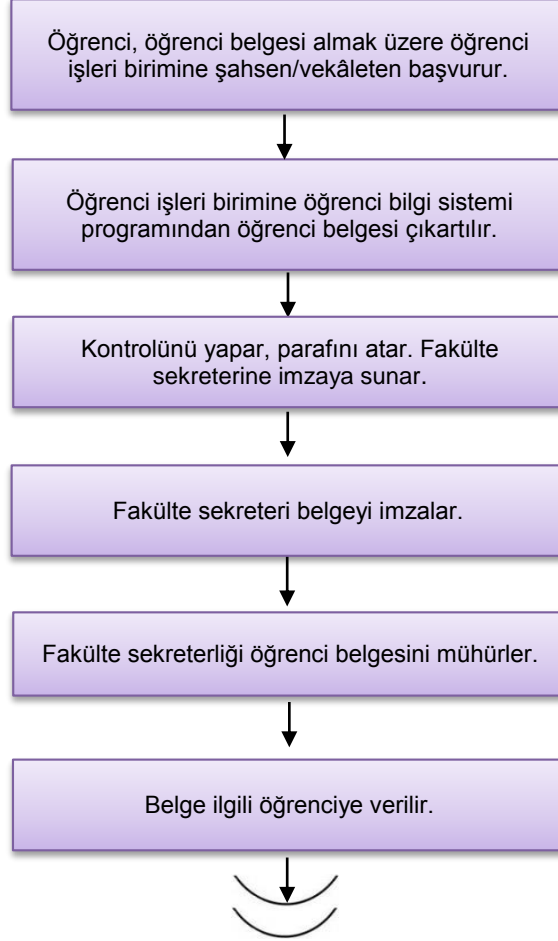 Öğrenci, öğrenci belgesi almak üzere öğrenci
işleri birimine şahsen/vekâleten başvurur.
Öğrenci işleri birimine öğrenci bilgi sistemi
programından öğrenci belgesi çıkartılır.
Kontrolünü yapar, parafını atar. Fakülte
sekreterine imzaya sunar.
Fakülte sekreteri belgeyi imzalar.
Fakülte sekreterliği öğrenci belgesini mühürler.
Belge ilgili öğrenciye verilir.